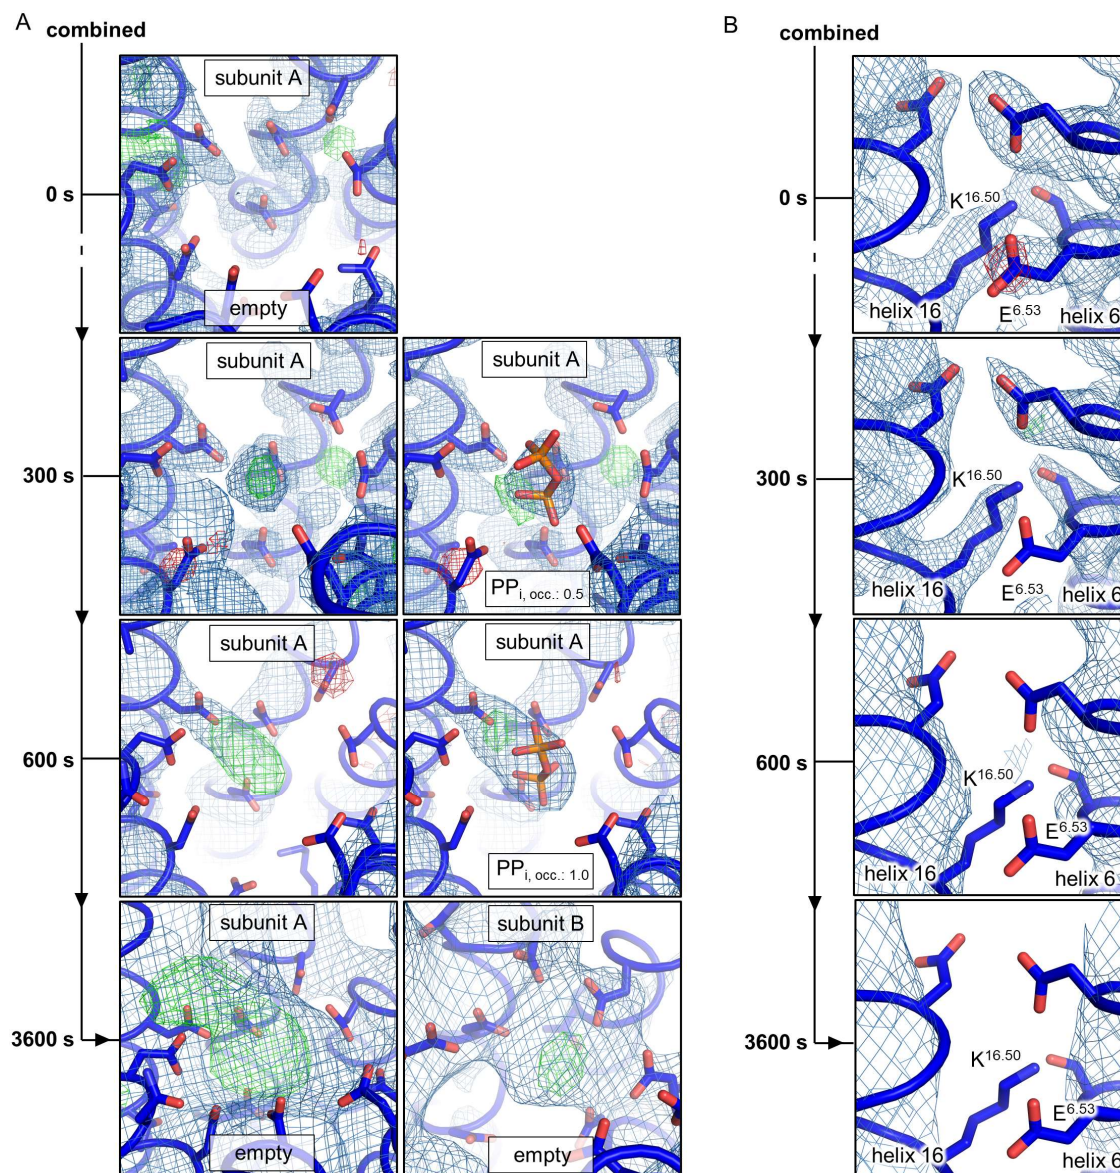 A
combined
subunit A
0 s
empty
subunit A
subunit A
300 s
PPi, occ.: 0.5
subunit A
subunit A
600 s
PPi, occ.: 1.0
subunit A
subunit B
3600 s
empty
empty
B
combined
0 s
K16.50
helix 16
E6.53
helix 6
300 s
K16.50
helix 16
E6.53
helix 6
600 s
K16.50
E6.53
helix 16
helix 6
3600 s
K16.50
E6.53
helix 16
helix 6